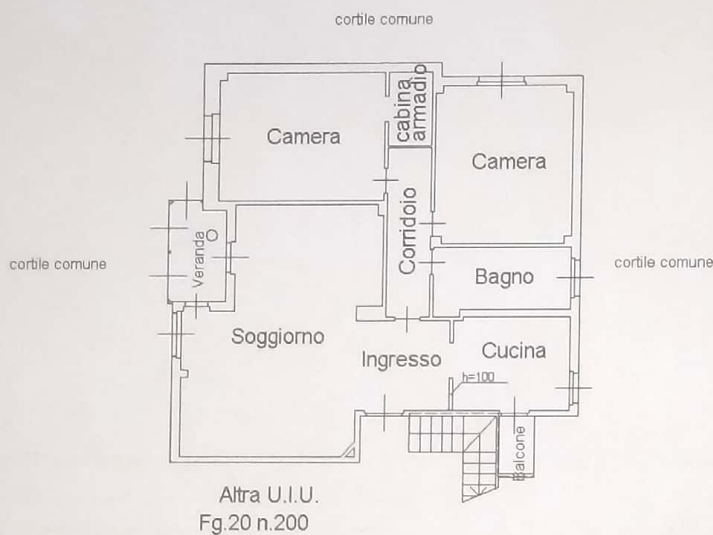 cortile comune
cabina
armadio
Camera
Camera
Corridoio
Veranda
cortile comune
cortile comune
Bagno
Soggiorno
Ingresso
Cucina
h=100
Balcone
Altra U.I.U.
Fg.20 n.200